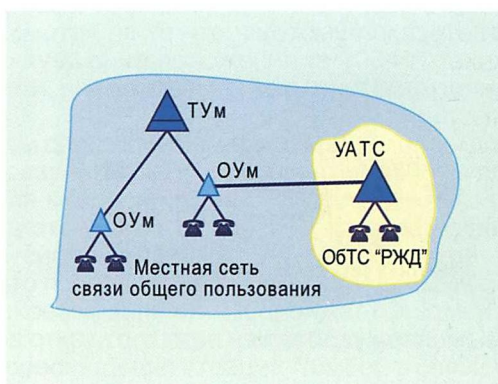 ТУм
УАТС
ОУм
ОУм
ОбТС “РЖД”
Местная сеть
связи общего пользования